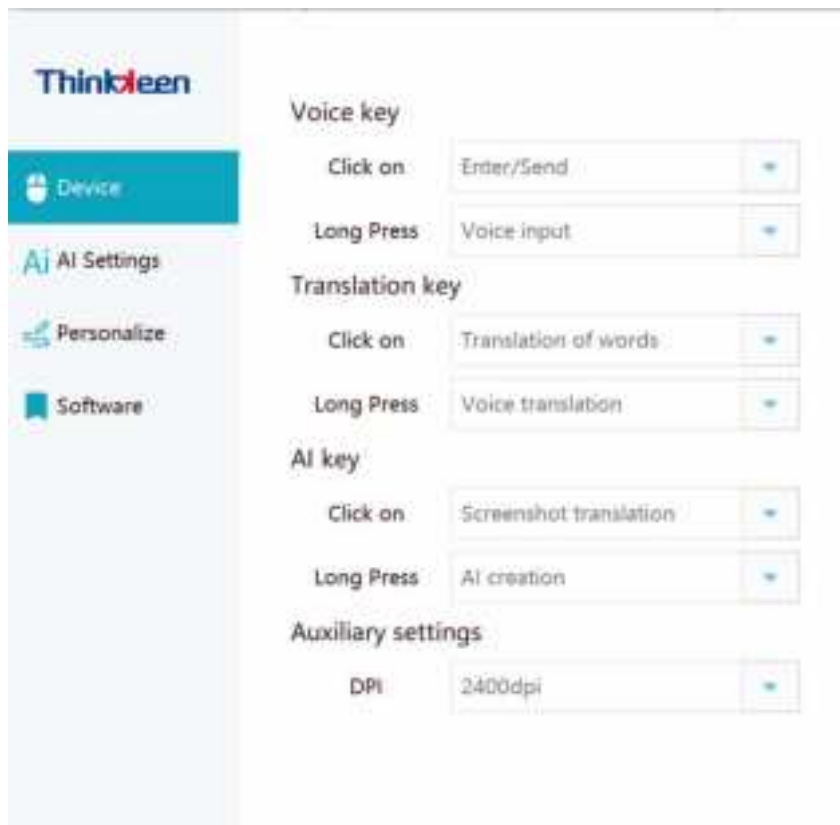 Thinkkeen
Device
AI Settings
Personalize
Software
Voice key
Click on Enter/Send
Long Press Voice input
Translation key
Click on Translation of words
Long Press Voice translation
AI key
Click on Screenshot translation
Long Press AI creation
Auxiliary settings
DPI 2400dpi